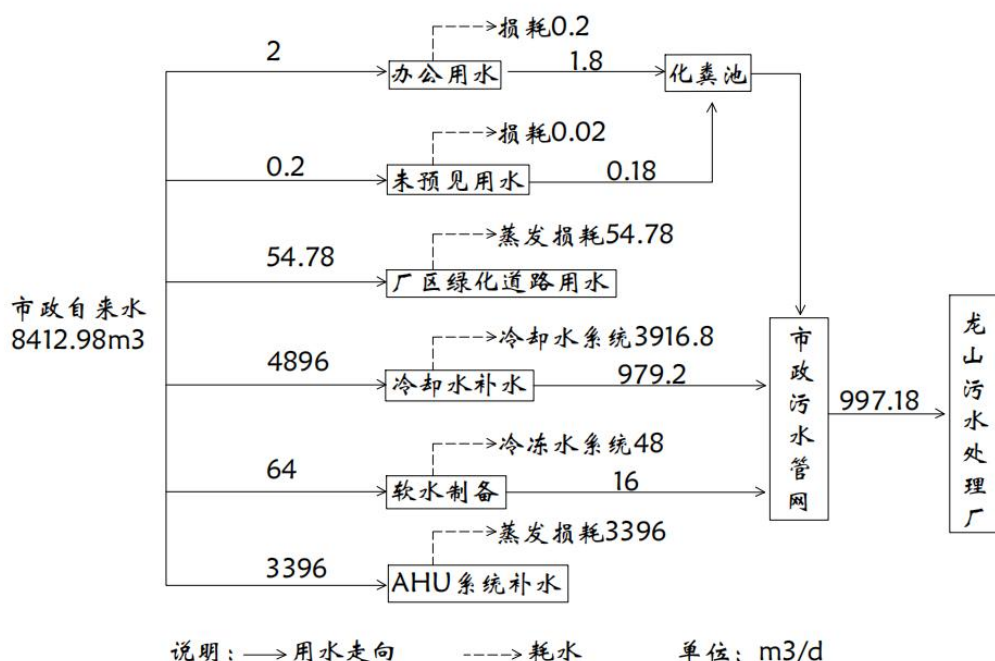 损耗0.2
2
办公用水
1.8
化粪池
损耗0.02
0.2
未预见用水
0.18
蒸发损耗54.78
54.78
厂区绿化道路用水
市政自来水
8412.98m3
冷却水系统3916.8
4896
冷却水补水
979.2
市政污水管网
997.18
龙山污水处理厂
冷冻水系统48
64
软水制备
16
蒸发损耗3396
3396
AHU系统补水
说明：用水走向 耗水 单位：m3/d